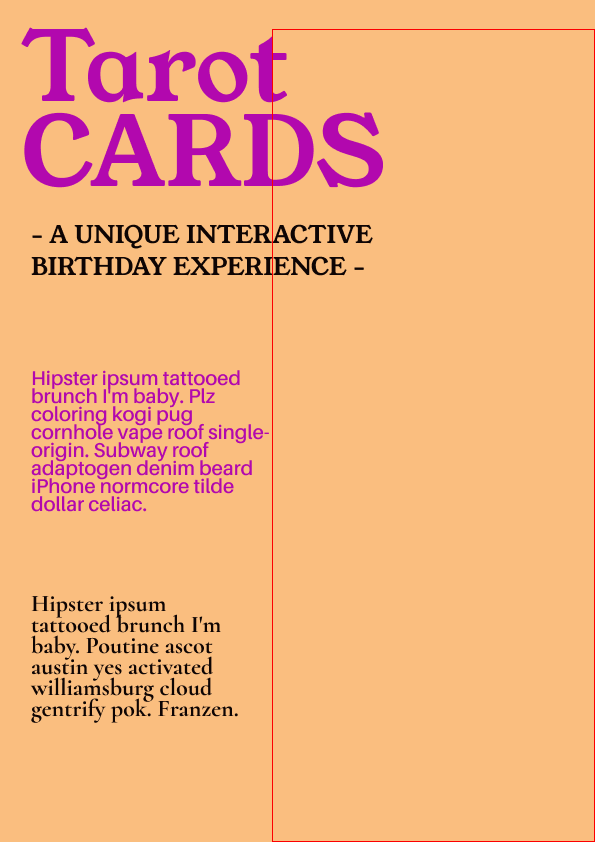 Tarot
CARDS
– A UNIQUE INTERACTIVE
BIRTHDAY EXPERIENCE –
Hipster ipsum tattooed
brunch I'm baby. Plz
coloring kogi pug
cornhole vape roof single-
origin. Subway roof
adaptogen denim beard
iPhone normcore tilde
dollar celiac.
Hipster ipsum
tattooed brunch I'm
baby. Poutine ascot
austin yes activated
williamsburg cloud
gentrify pok. Franzen.